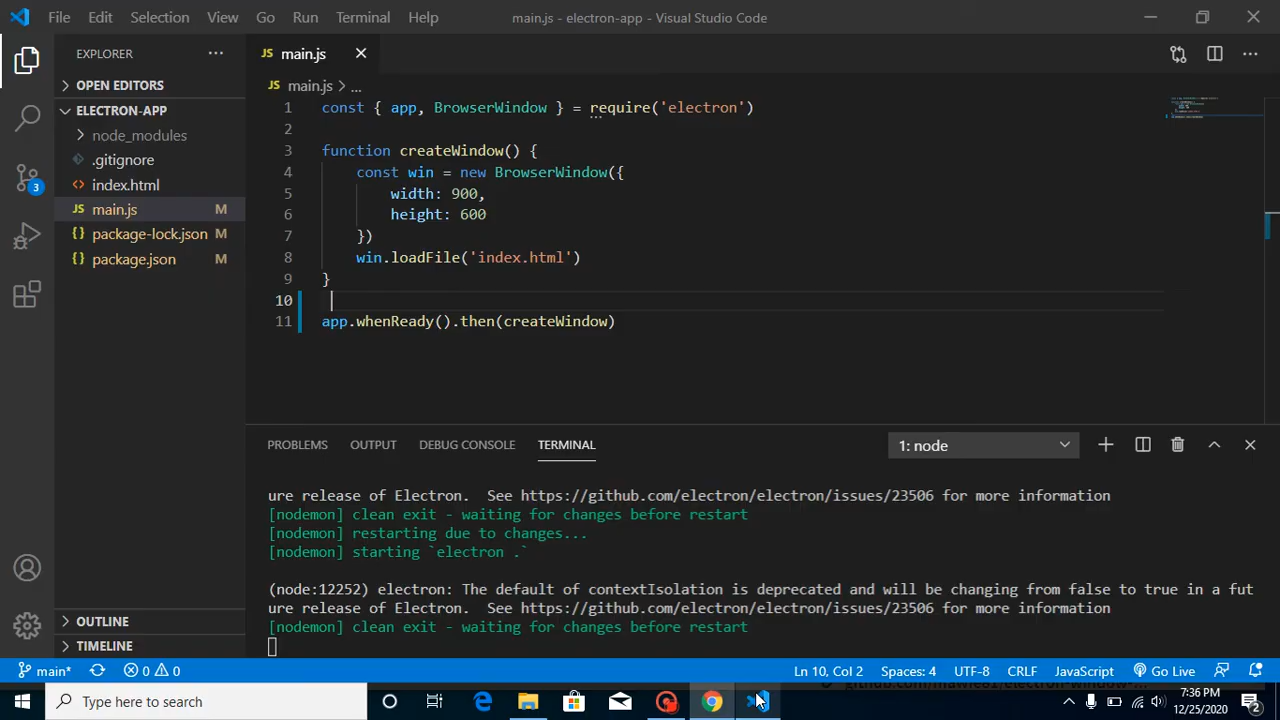 File Edit Selection View Go Run Terminal Help
main.js - electron-app - Visual Studio Code
EXPLORER
OPEN EDITORS
ELECTRON-APP
node_modules
.gitignore
index.html
JS main.js M
{} package-lock.json M
{} package.json M
OUTLINE
TIMELINE
3
JS main.js
JS main.js > ...
1 const { app, BrowserWindow } = require('electron')
2
3 function createWindow() {
4 const win = new BrowserWindow({
5 width: 900,
6 height: 600
7 })
8 win.loadFile('index.html')
9 }
10
11 app.whenReady().then(createWindow)
PROBLEMS OUTPUT DEBUG CONSOLE TERMINAL
1: node
ure release of Electron. See https://github.com/electron/electron/issues/23506 for more information
[nodemon] clean exit - waiting for changes before restart
[nodemon] restarting due to changes...
[nodemon] starting `electron .`
(node:12252) electron: The default of contextIsolation is deprecated and will be changing from false to true in a fut
ure release of Electron. See https://github.com/electron/electron/issues/23506 for more information
[nodemon] clean exit - waiting for changes before restart
main* 0 0
Ln 10, Col 2 Spaces: 4 UTF-8 CRLF JavaScript Go Live
Type here to search
7:36 PM
12/25/2020
2